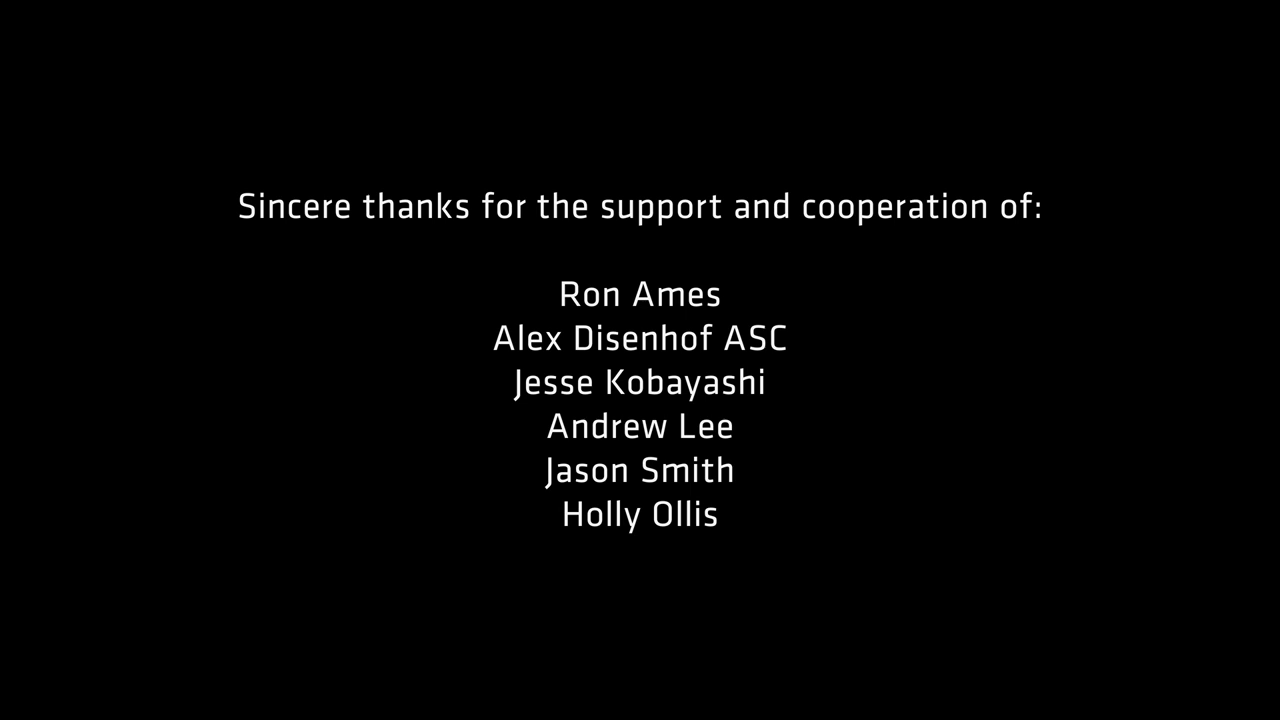 Sincere thanks for the support and cooperation of:
Ron Ames
Alex Disenhof ASC
Jesse Kobayashi
Andrew Lee
Jason Smith
Holly Ollis